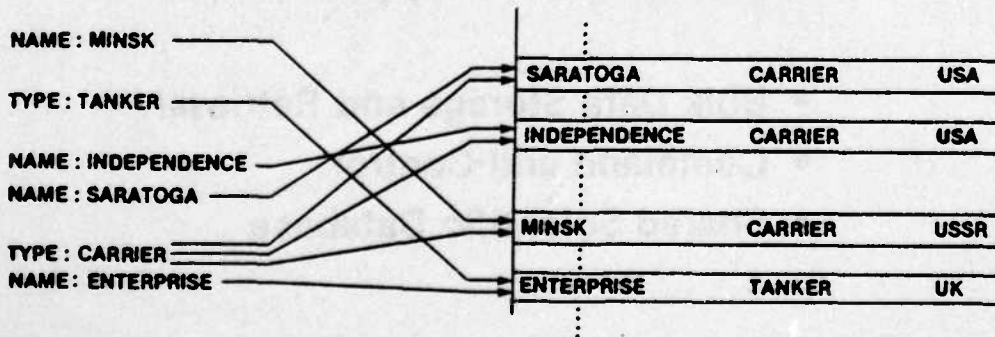 NAME : MINSK
TYPE : TANKER
NAME : INDEPENDENCE
NAME : SARATOGA
TYPE : CARRIER
NAME : ENTERPRISE
SARATOGA CARRIER USA
INDEPENDENCE CARRIER USA
MINSK CARRIER USSR
ENTERPRISE TANKER UK